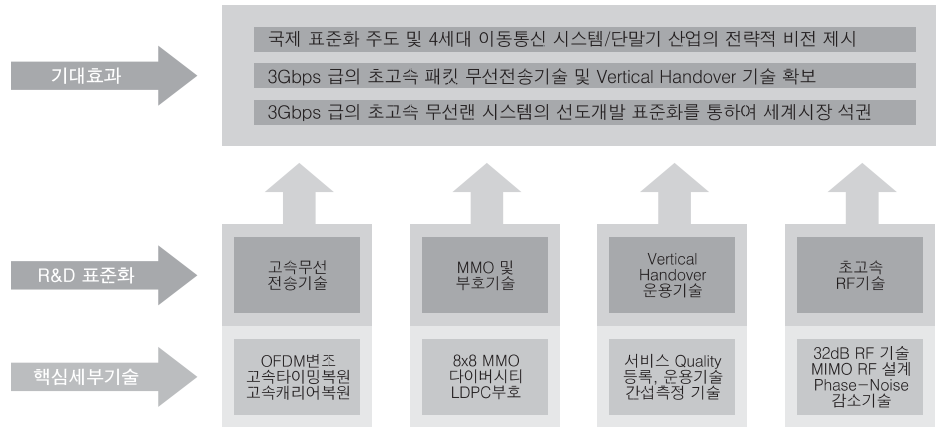 기대효과
국제 표준화 주도 및 4세대 이동통신 시스템/단말기 산업의 전략적 비전 제시
3Gbps 급의 초고속 패킷 무선전송기술 및 Vertical Handover 기술 확보
3Gbps 급의 초고속 무선랜 시스템의 선도개발 표준화를 통하여 세계시장 석권
R&D 표준화
고속무선
전송기술
MMO 및
부호기술
Vertical
Handover
운용기술
초고속
RF기술
핵심세부기술
OFDM변조
고속타이밍복원
고속캐리어복원
8x8 MMO
다이버시티
LDPC부호
서비스 Quality
등록, 운용기술
간섭측정 기술
32dB RF 기술
MIMO RF 설계
Phase-Noise
감소기술